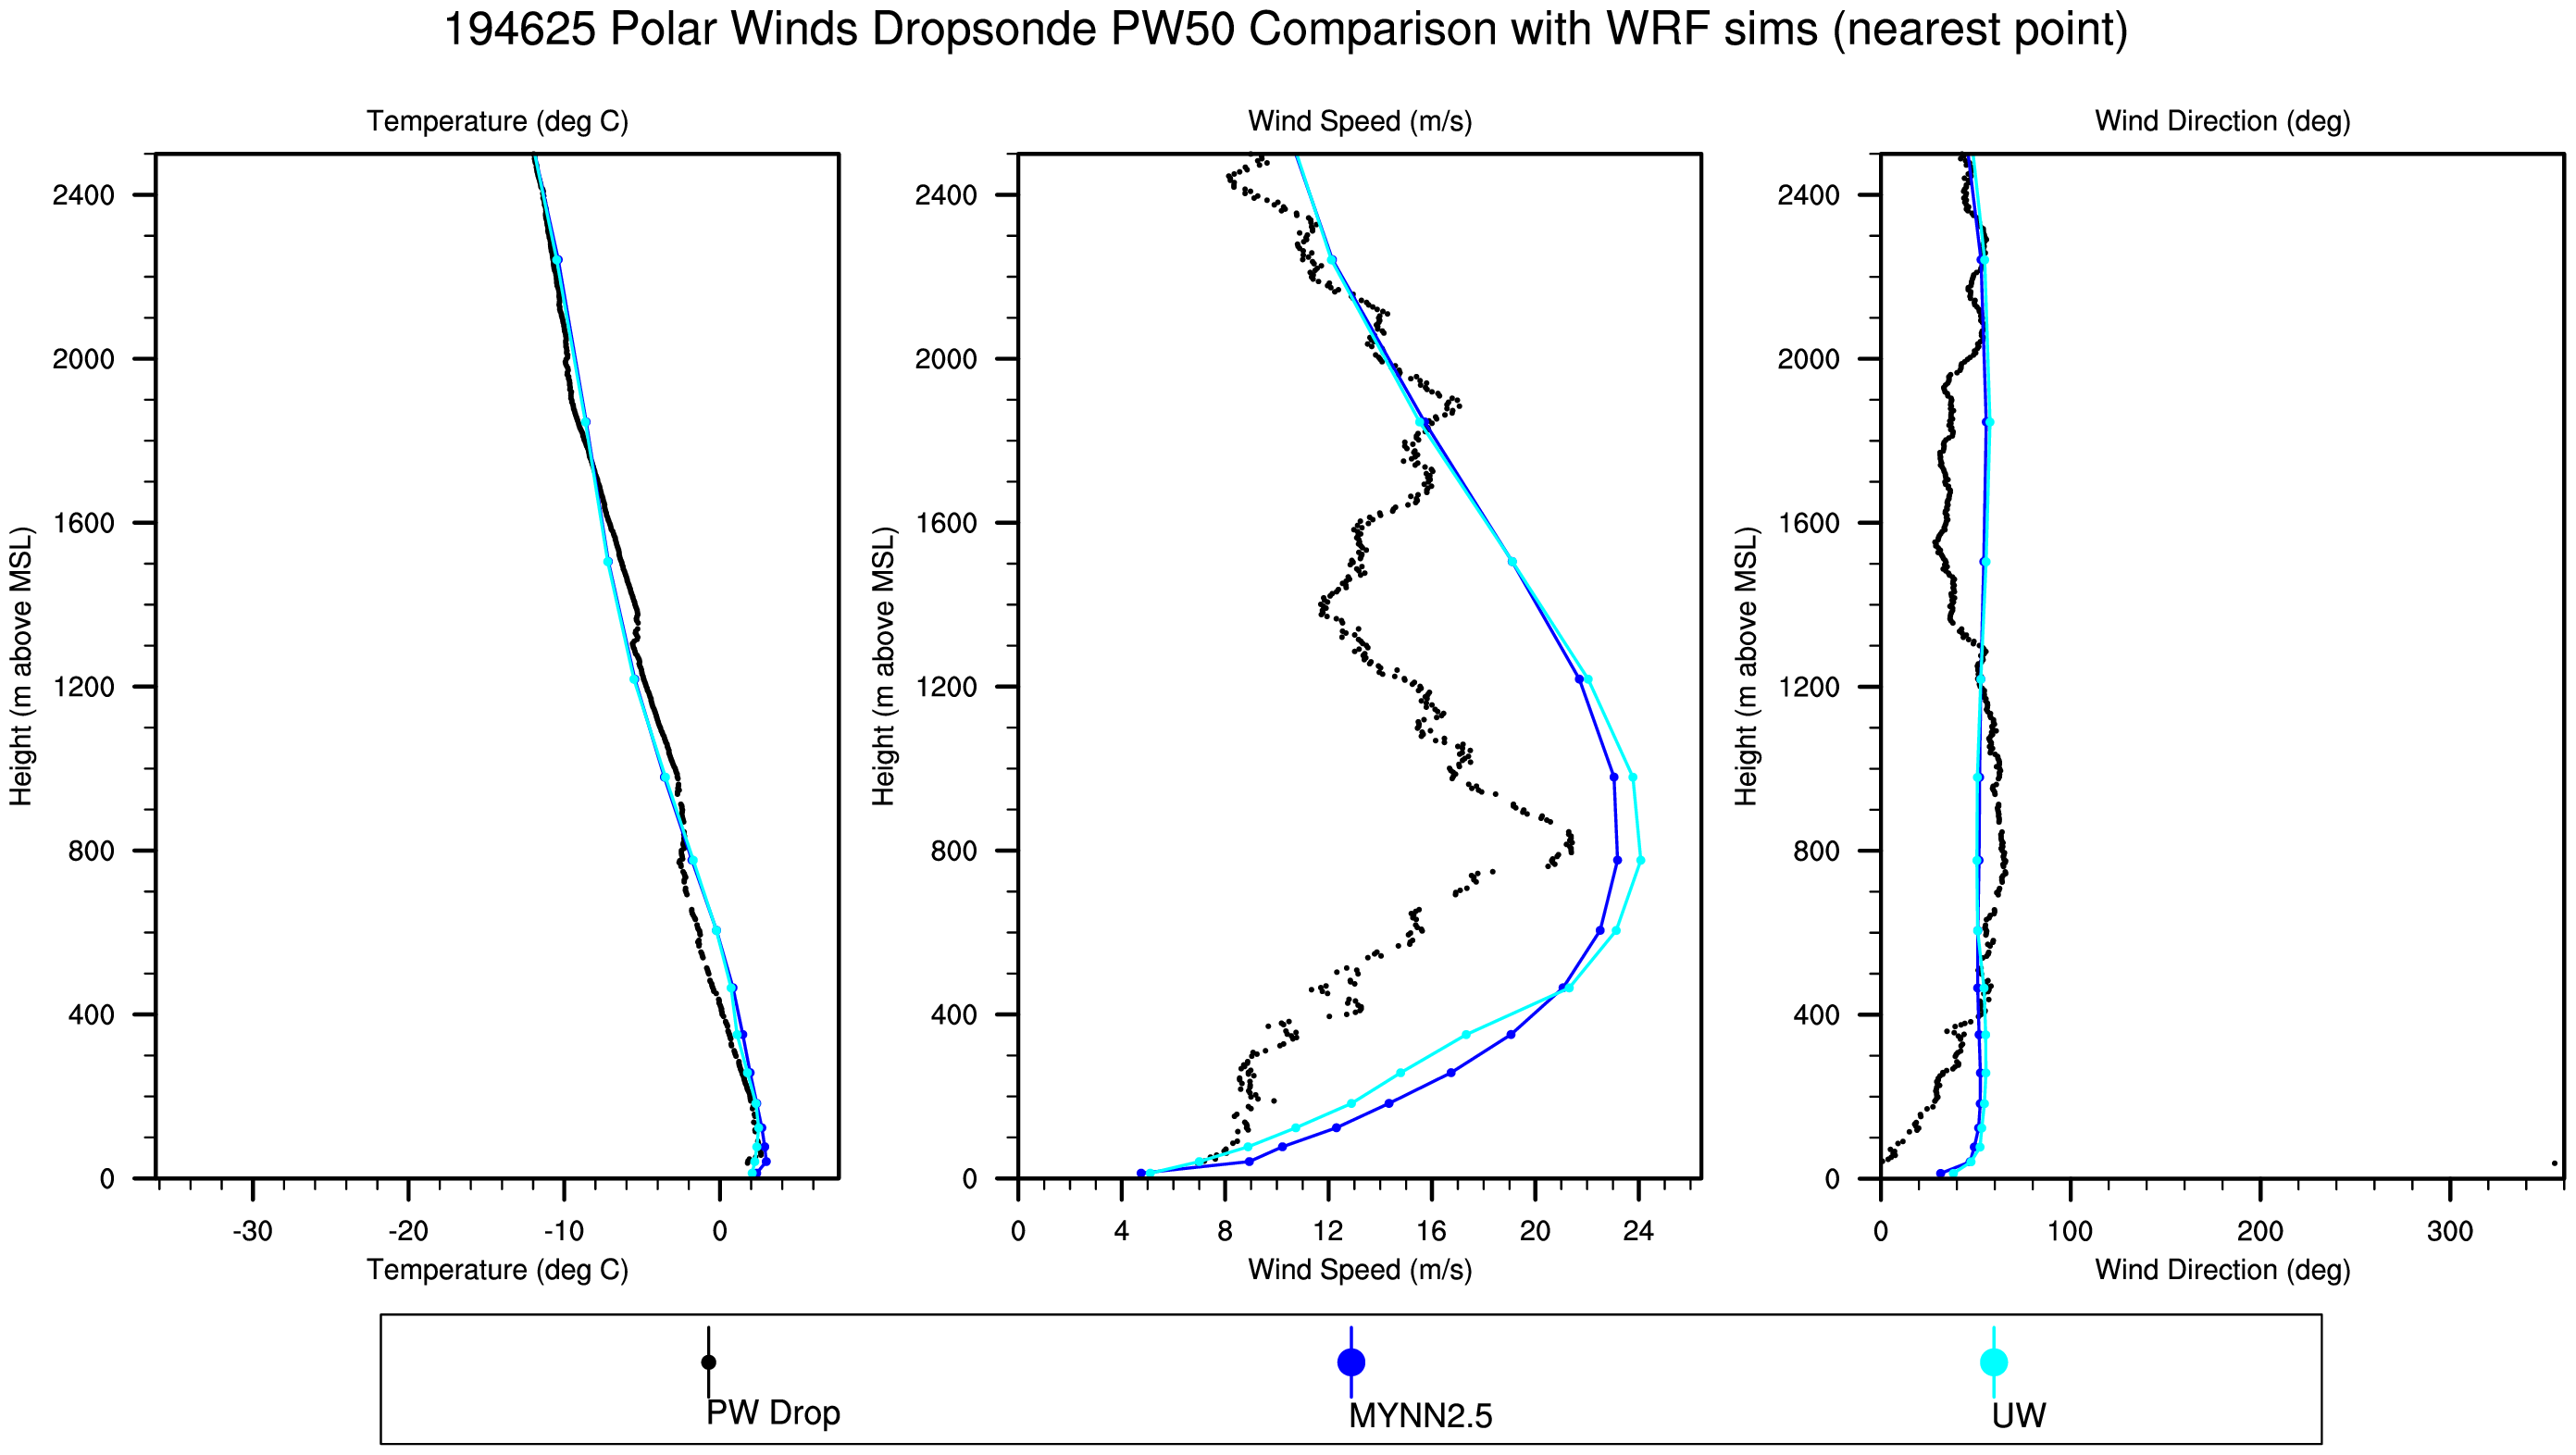 194625 Polar Winds Dropsonde PW50 Comparison with WRF sims (nearest point)
Temperature (deg C)
Wind Speed (m/s)
Wind Direction (deg)
2400
2000
1600
1200
800
400
0
Height (m above MSL)
-30
-20
-10
0
Temperature (deg C)
2400
2000
1600
1200
800
400
0
Height (m above MSL)
0
4
8
12
16
20
24
Wind Speed (m/s)
2400
2000
1600
1200
800
400
0
Height (m above MSL)
0
100
200
300
Wind Direction (deg)
PW Drop
MYNN2.5
UW